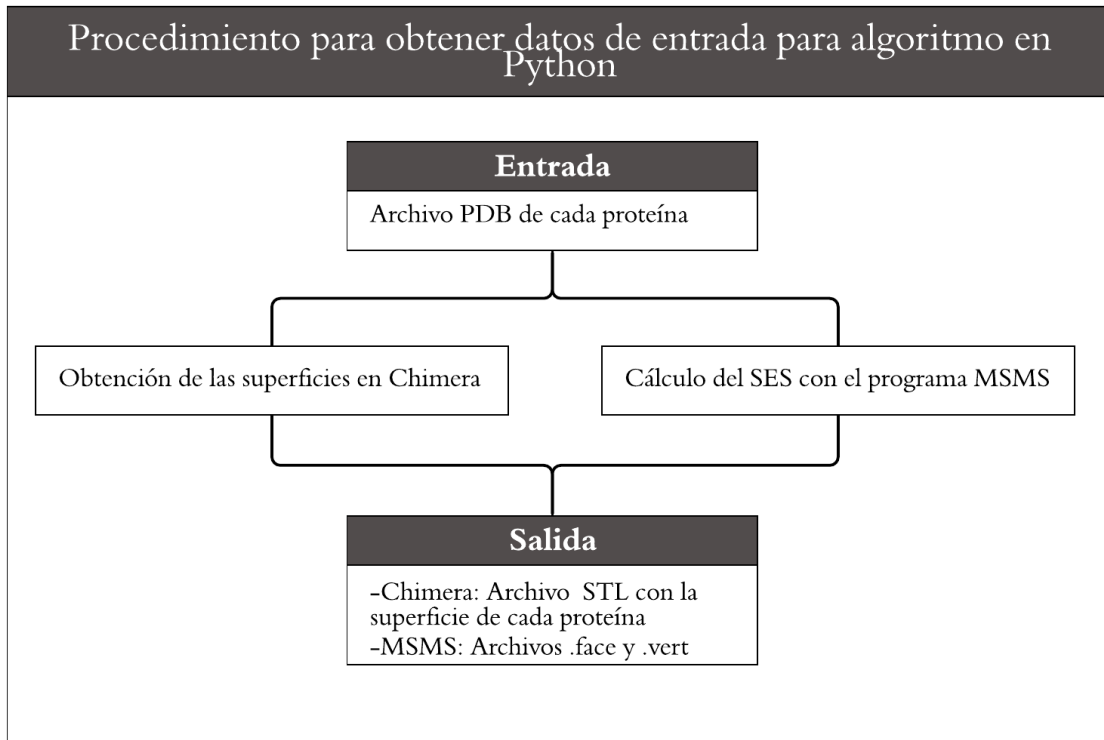 Procedimiento para obtener datos de entrada para algoritmo en
Python
Entrada
Archivo PDB de cada proteína
Obtención de las superficies en Chimera
Cálculo del SES con el programa MSMS
Salida
-Chimera: Archivo STL con la
superficie de cada proteína
-MSMS: Archivos .face y .vert